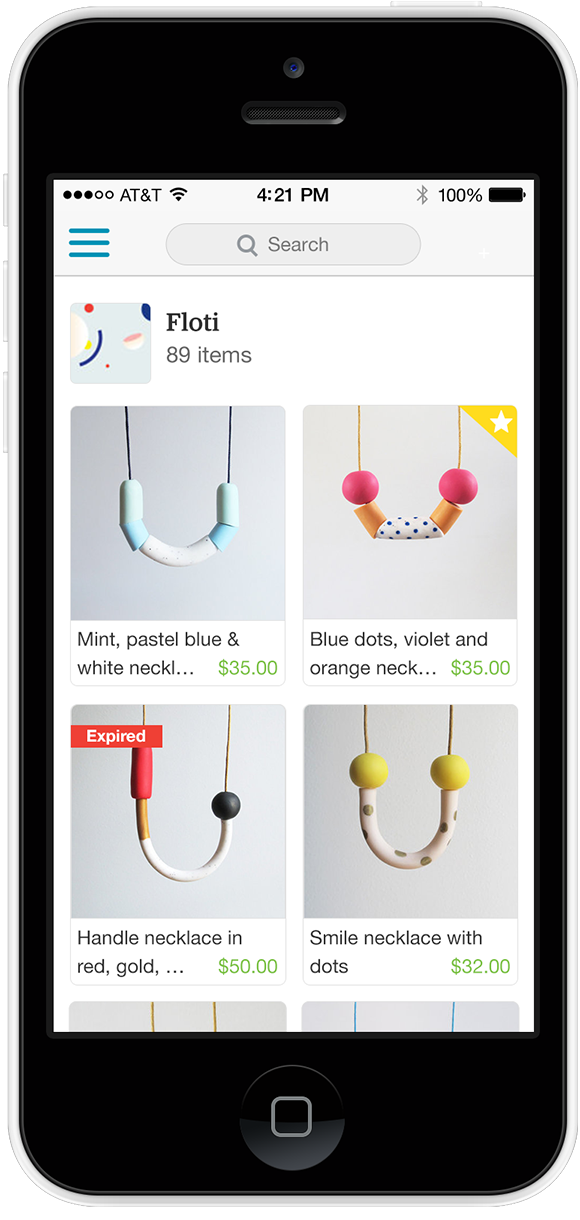 AT&T 4:21 PM 100%
Search
Floti
89 items
Mint, pastel blue &
white neckl... $35.00
Blue dots, violet and
orange neck... $35.00
Expired
Handle necklace in
red, gold, ... $50.00
Smile necklace with
dots $32.00